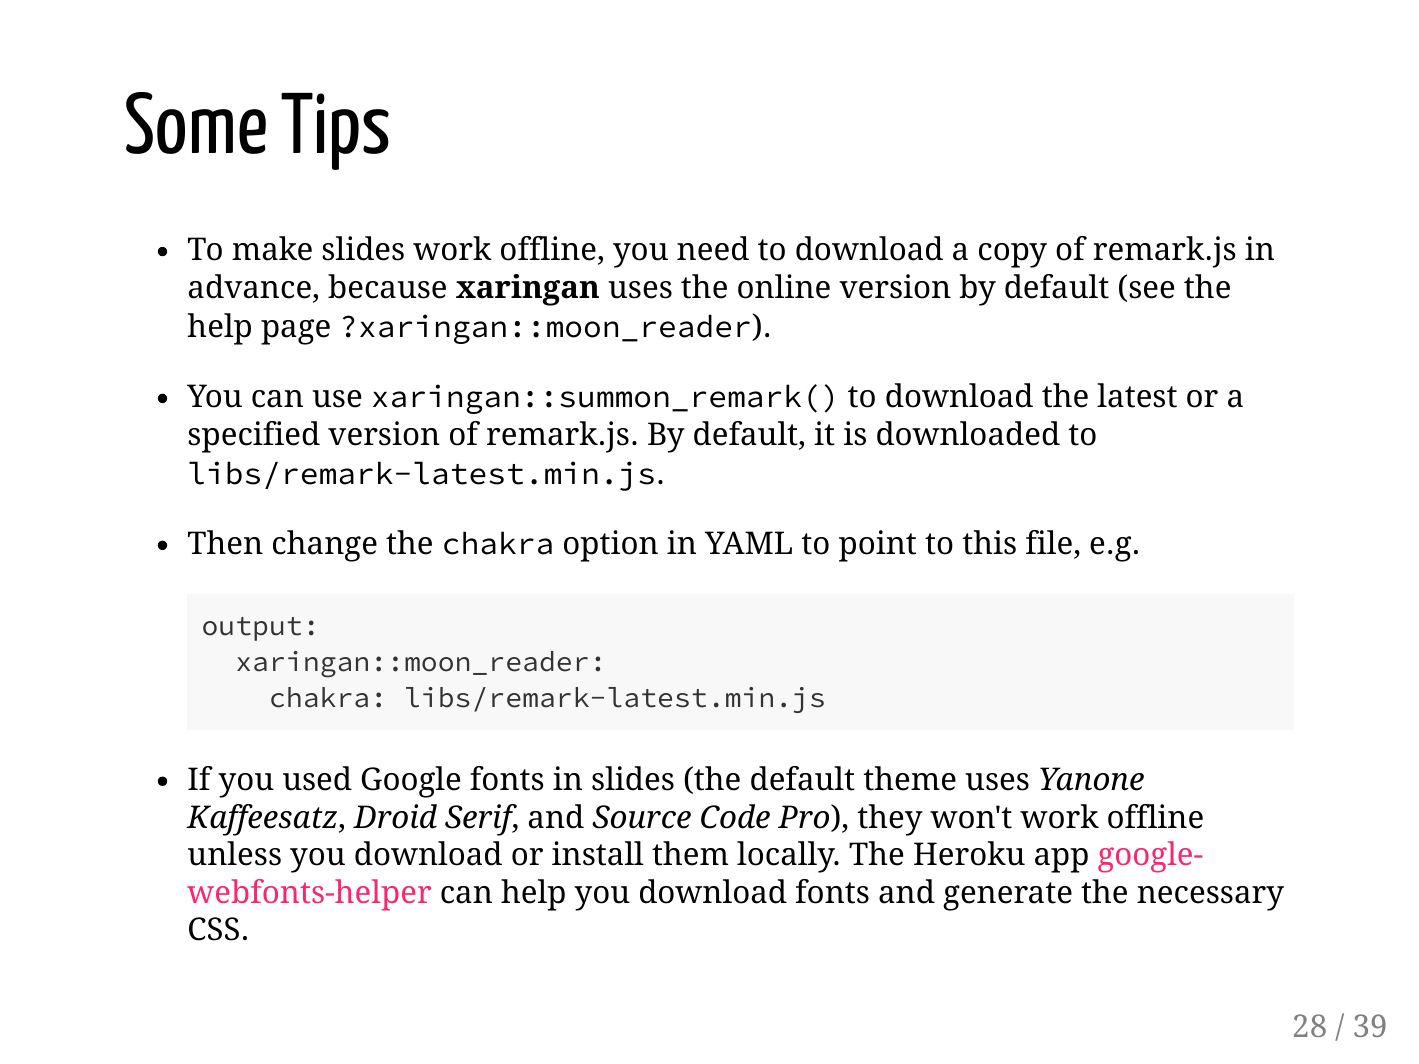 Some Tips
To make slides work offline, you need to download a copy of remark.js in
advance, because xaringan uses the online version by default (see the
help page ?xaringan::moon_reader).
You can use xaringan::summon_remark() to download the latest or a
specified version of remark.js. By default, it is downloaded to
libs/remark-latest.min.js.
Then change the chakra option in YAML to point to this file, e.g.
output:
  xaringan::moon_reader:
    chakra: libs/remark-latest.min.js
If you used Google fonts in slides (the default theme uses Yanone
Kaffeesatz, Droid Serif, and Source Code Pro), they won't work offline
unless you download or install them locally. The Heroku app google-
webfonts-helper can help you download fonts and generate the necessary
CSS.
28 / 39